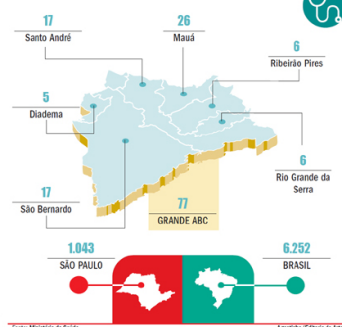 17
Santo André
26
Mauá
6
Ribeirão Pires
5
Diadema
6
Rio Grande da
Serra
17
São Bernardo
77
GRANDE ABC
1.043
SÃO PAULO
6.252
BRASIL